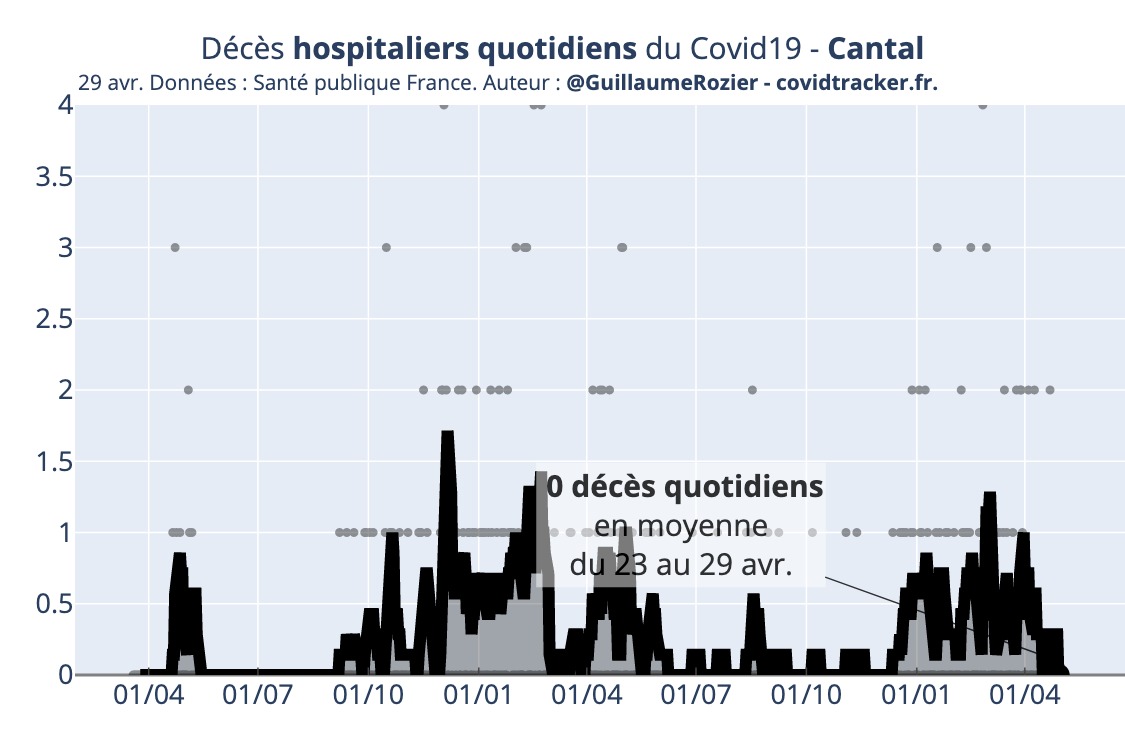 Décès hospitaliers quotidiens du Covid19 - Cantal
29 avr. Données : Santé publique France. Auteur : @GuillaumeRozier - covidtracker.fr.
4
3.5
3
2.5
2
1.5
1
0.5
0
0 décès quotidiens
en moyenne
du 23 au 29 avr.
01/04 01/07 01/10 01/01 01/04 01/07 01/10 01/01 01/04